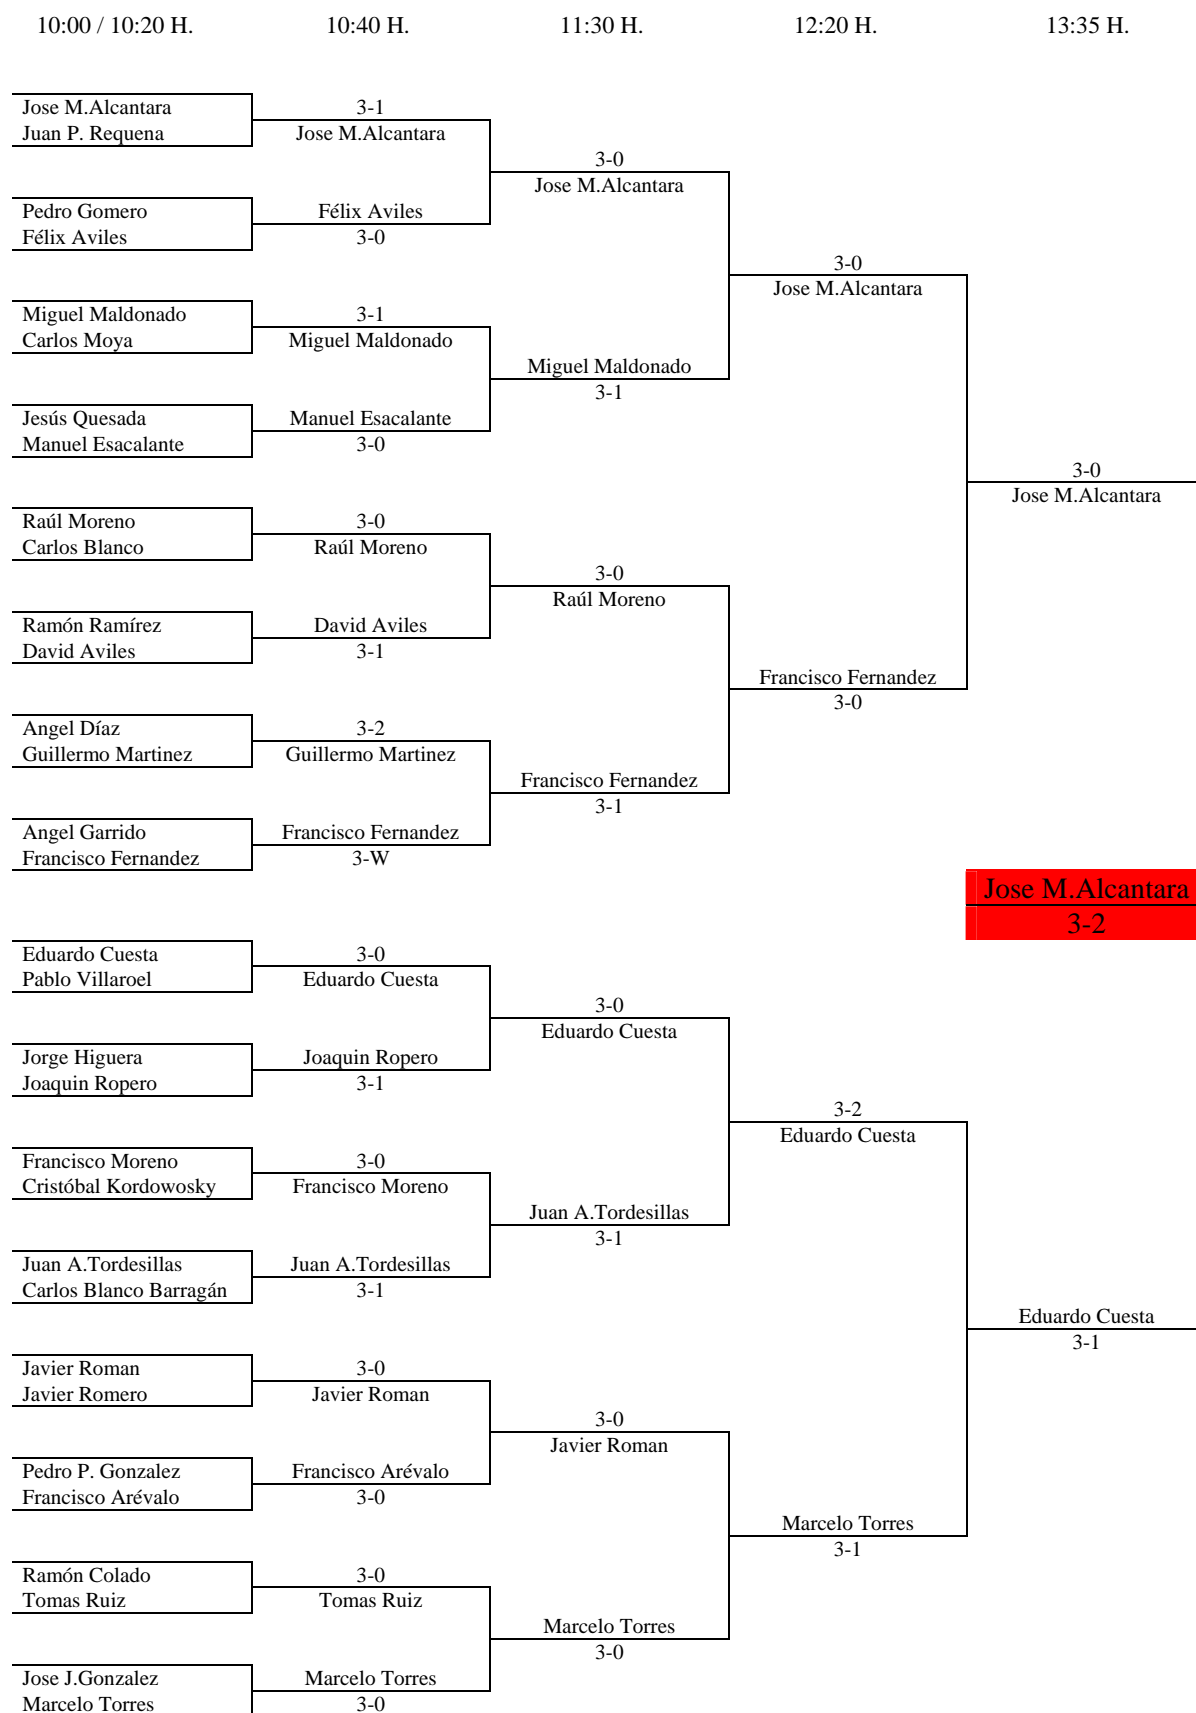 10:00 / 10:20 H. 10:40 H. 11:30 H. 12:20 H. 13:35 H.
Jose M.Alcantara 3-1
Juan P. Requena Jose M.Alcantara
3-0
Jose M.Alcantara
Pedro Gomero Félix Aviles
Félix Aviles 3-0
3-0
Jose M.Alcantara
Miguel Maldonado 3-1
Carlos Moya Miguel Maldonado
Miguel Maldonado
3-1
Jesús Quesada Manuel Esacalante
Manuel Esacalante 3-0
3-0
Jose M.Alcantara
Raúl Moreno 3-0
Carlos Blanco Raúl Moreno
3-0
Raúl Moreno
Ramón Ramírez David Aviles
David Aviles 3-1
Francisco Fernandez
3-0
Angel Díaz 3-2
Guillermo Martinez Guillermo Martinez
Francisco Fernandez
3-1
Angel Garrido Francisco Fernandez
Francisco Fernandez 3-W
Jose M.Alcantara
3-2
Eduardo Cuesta 3-0
Pablo Villaroel Eduardo Cuesta
3-0
Eduardo Cuesta
Jorge Higuera Joaquin Ropero
Joaquin Ropero 3-1
3-2
Eduardo Cuesta
Francisco Moreno 3-0
Cristóbal Kordowosky Francisco Moreno
Juan A.Tordesillas
3-1
Juan A.Tordesillas Juan A.Tordesillas
Carlos Blanco Barragán 3-1
Eduardo Cuesta
3-1
Javier Roman 3-0
Javier Romero Javier Roman
3-0
Javier Roman
Pedro P. Gonzalez Francisco Arévalo
Francisco Arévalo 3-0
Marcelo Torres
3-1
Ramón Colado 3-0
Tomas Ruiz Tomas Ruiz
Marcelo Torres
3-0
Jose J.Gonzalez Marcelo Torres
Marcelo Torres 3-0